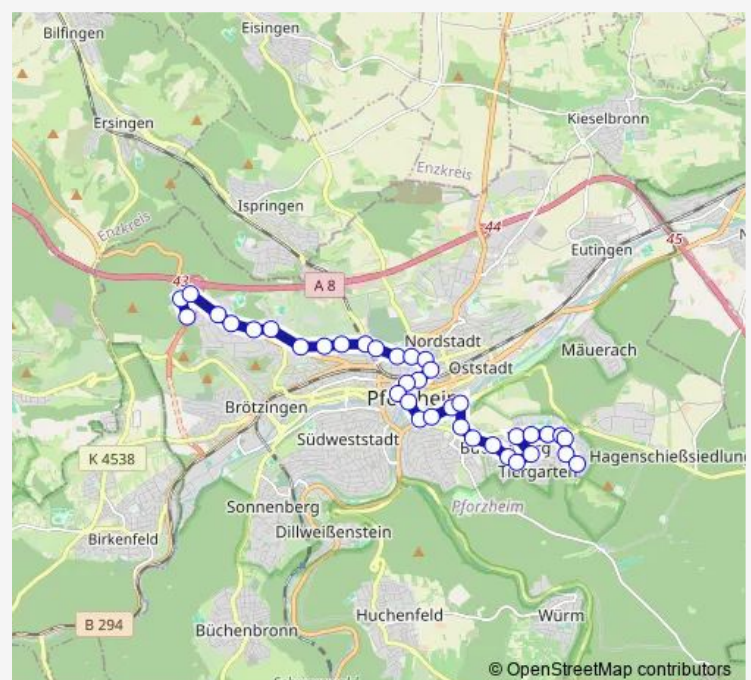 Bilfingen
Eisingen
Ersingen
Kieselbronn
Enzkreis
Ispringen
Enzkreis
44
Eutingen
45
43
A 8
Nordstadt
Mäuerach
Oststadt
Brötzingen
Südweststadt
K 4538
Hagenschießsiedlung
Tiergarten
Sonnenberg
Pforzheim
Dillweißenstein
Birkenfeld
Huchenfeld
Würm
B 294
Büchenbronn
© OpenStreetMap contributors